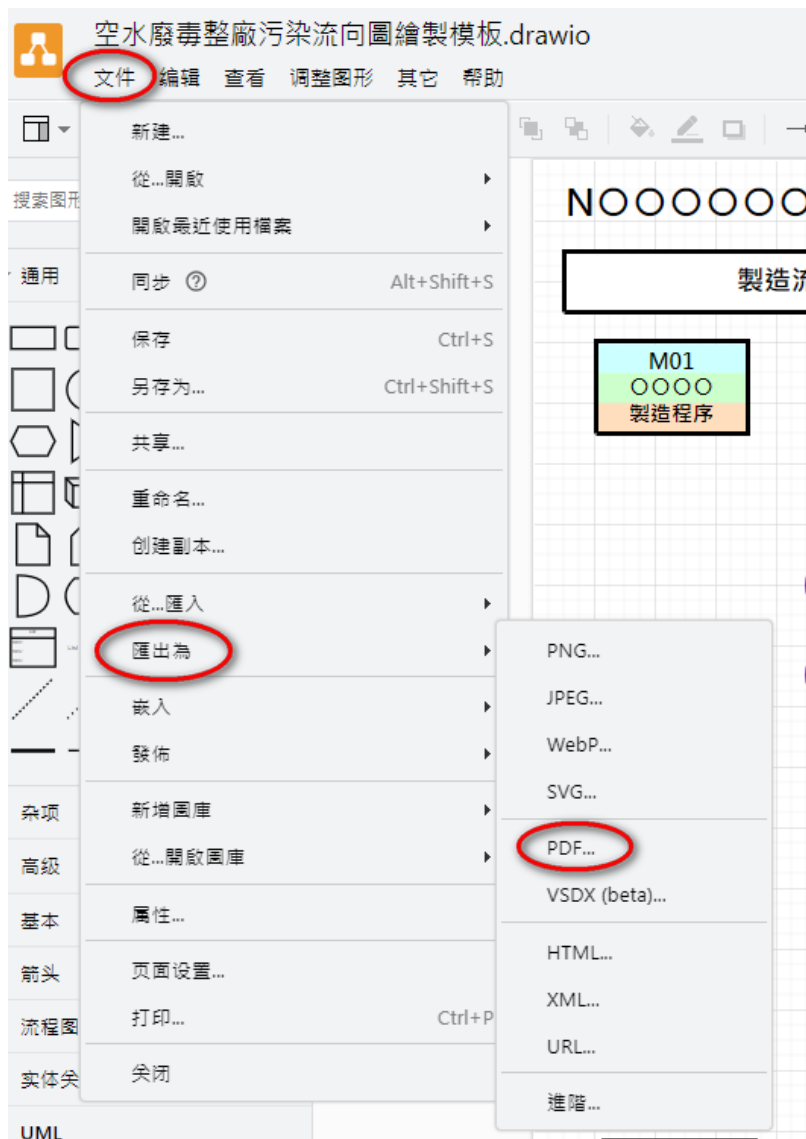 空水廢毒整廠污染流向圖繪製模板.drawio
文件 编辑 查看 调整图形 其它 帮助
新建...
從...開啟
開啟最近使用檔案
同步 ?
Alt+Shift+S
保存
Ctrl+S
另存为...
Ctrl+Shift+S
共享...
重命名...
创建副本...
從...匯入
匯出為
嵌入
發佈
新增圖庫
從...開啟圖庫
属性...
页面设置...
打印...
Ctrl+P
关闭
PNG...
JPEG...
WebP...
SVG...
PDF...
VSDX (beta)...
HTML...
XML...
URL...
進階...
搜索图形
通用
杂项
高级
基本
箭头
流程图
实体关
UML
N〇〇〇〇〇〇
製造流
M01
〇〇〇〇
製造程序